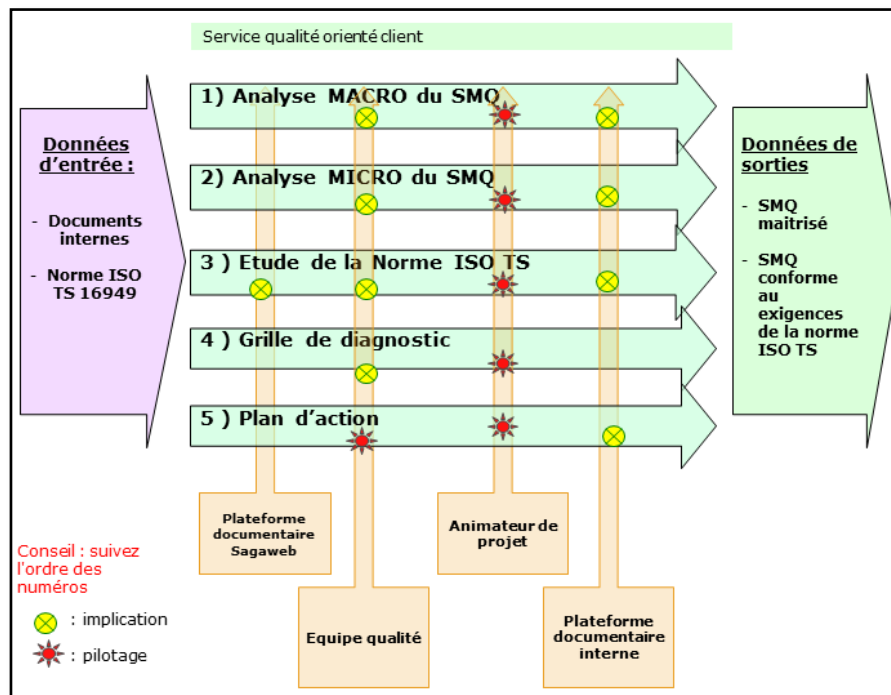 Service qualité orienté client
Données
d'entrée :
- Documents
internes
- Norme ISO
TS 16949
1) Analyse MACRO du SMQ
2) Analyse MICRO du SMQ
3 ) Etude de la Norme ISO TS
4 ) Grille de diagnostic
5 ) Plan d'action
Données de
sorties
- SMQ
maitrisé
- SMQ
conforme
au
exigences
de la norme
ISO TS
Plateforme
documentaire
Sagaweb
Equipe qualité
Animateur de
projet
Plateforme
documentaire
interne
Conseil : suivez
l'ordre des
numéros
: implication
: pilotage